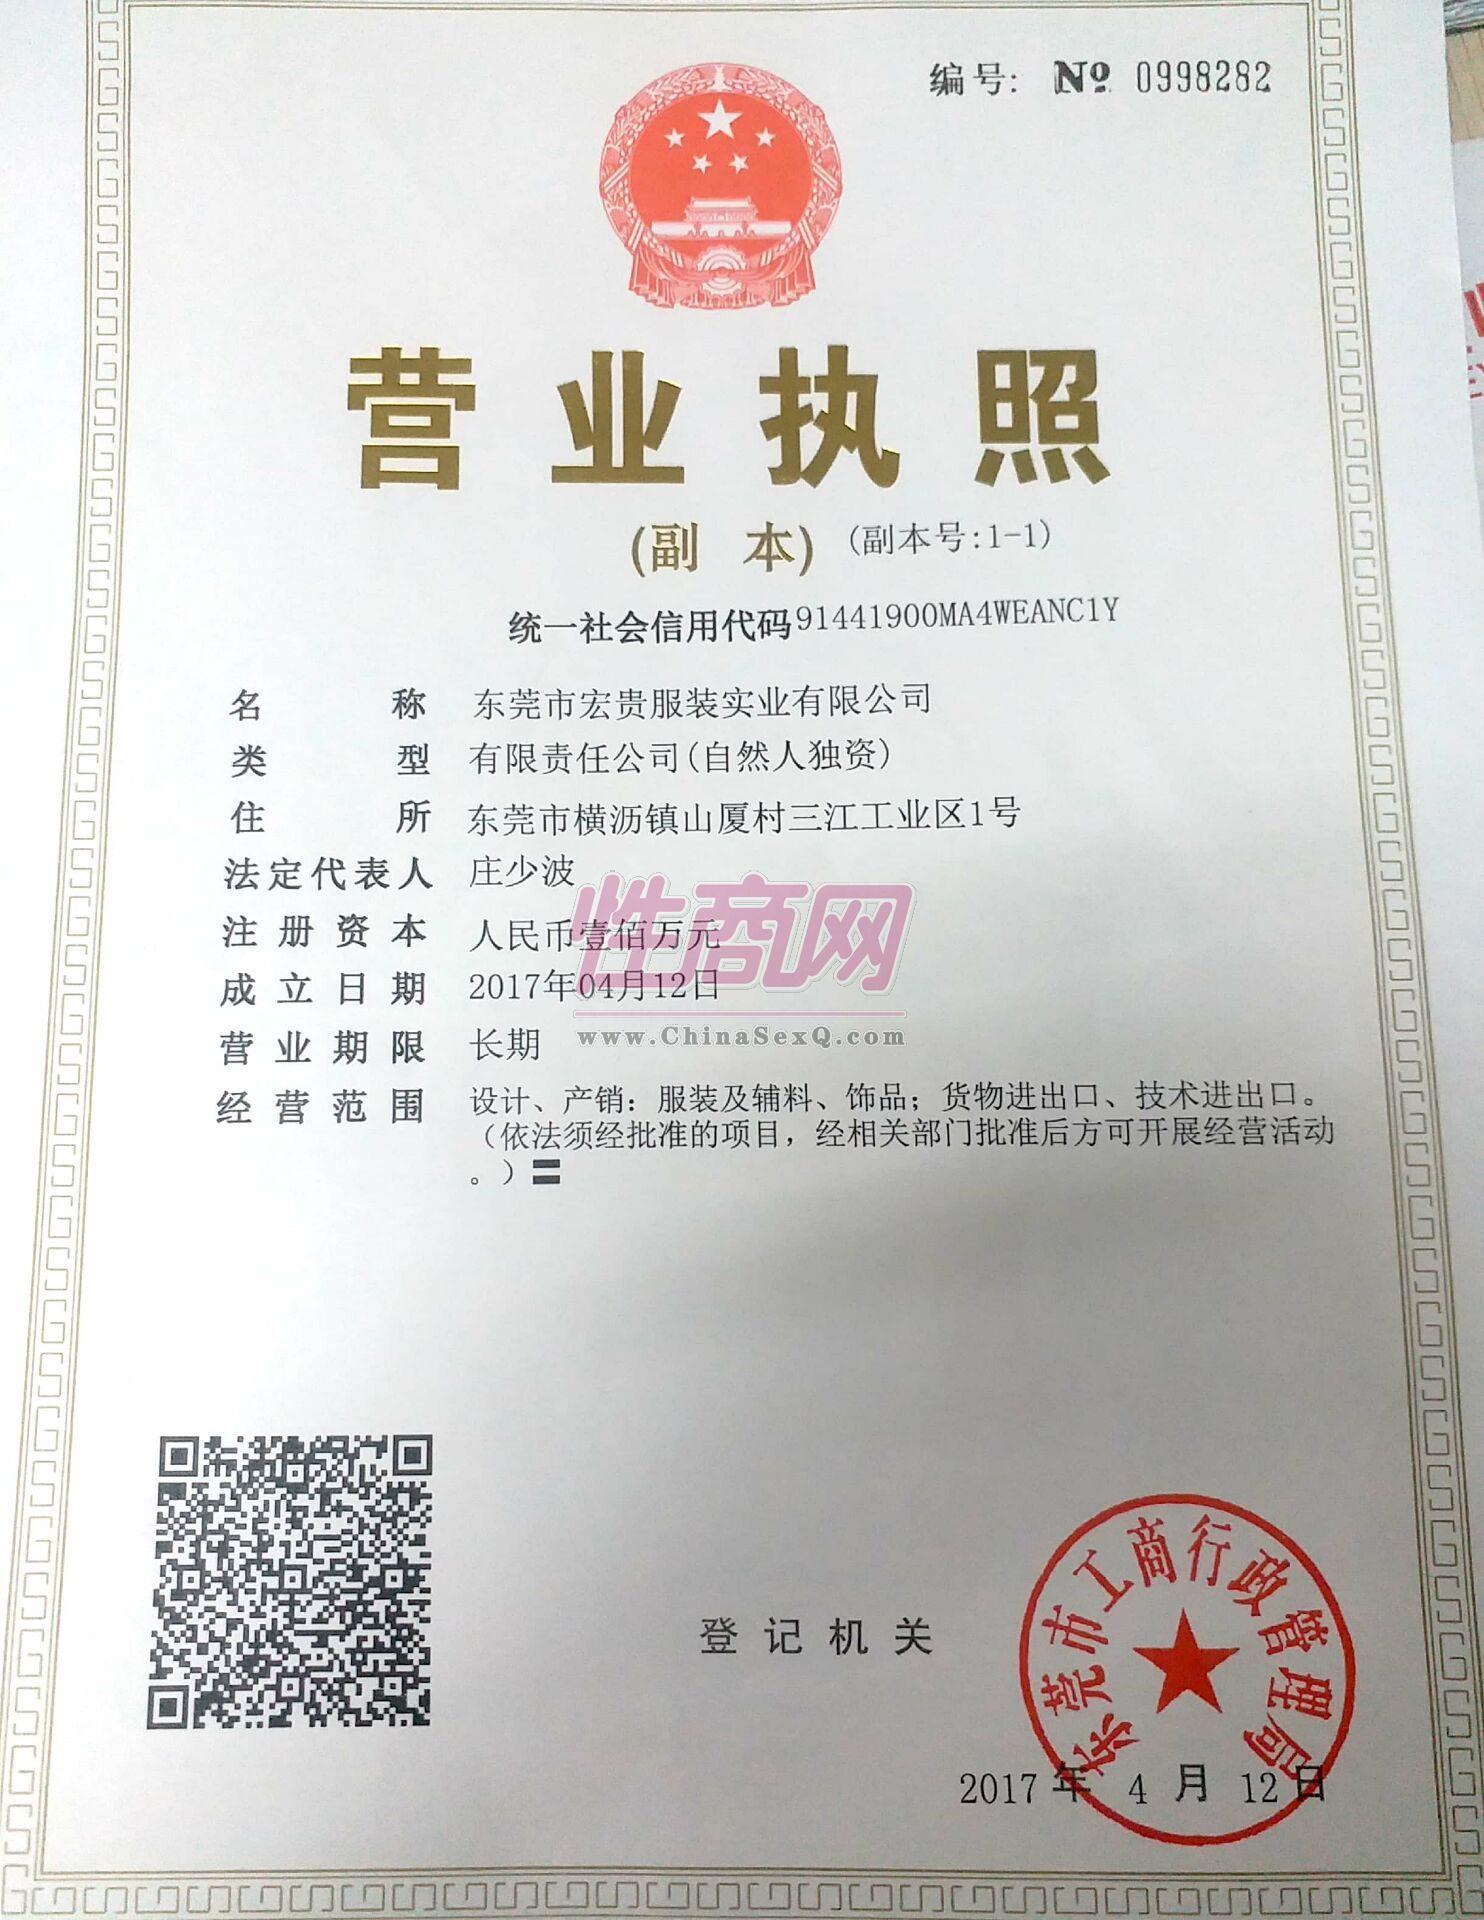 编号: № 0998282
营业执照
(副 本) (副本号:1-1)
统一社会信用代码91441900MA4WEANC1Y
名 称 东莞市宏贵服装实业有限公司
类 型 有限责任公司(自然人独资)
住 所 东莞市横沥镇山厦村三江工业区1号
法定代表人 庄少波
注册资本 人民币壹佰万元
成立日期 2017年04月12日
营业期限 长期
经营范围 设计、产销：服装及辅料、饰品；货物进出口、技术进出口。
（依法须经批准的项目，经相关部门批准后方可开展经营活动
。）
性商网
www.ChinaSexQ.com
登记机关
东莞市工商行政管理局
2017 年 4 月 12 日